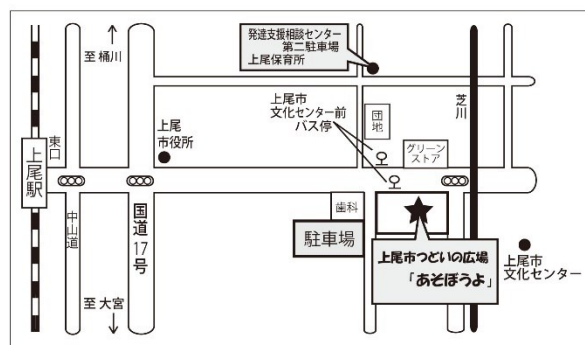 至 桶川
発達支援相談センター
第二駐車場
上尾保育所
上尾市
文化センター前
バス停
団地
芝川
グリーン
ストア
上尾
市役所
東口
上尾駅
中山道
国道17号
歯科
駐車場
上尾市つどいの広場
「あそぼうよ」
上尾市
文化センター
至 大宮